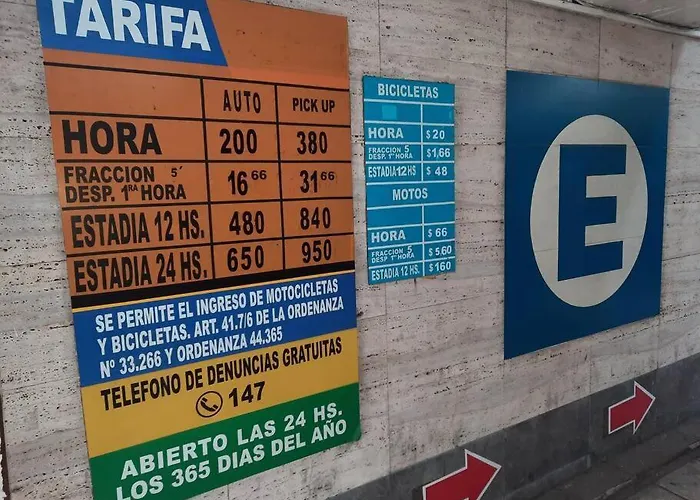 TARIFA
AUTO PICK UP
HORA 200 380
FRACCION 5´ DESP. 1RA HORA 16 66 31 66
ESTADIA 12 HS. 480 840
ESTADIA 24 HS. 650 950
SE PERMITE EL INGRESO DE MOTOCICLETAS
Y BICICLETAS. ART. 41.7/6 DE LA ORDENANZA
Nº 33.266 Y ORDENANZA 44.365
TELEFONO DE DENUNCIAS GRATUITAS
147
ABIERTO LAS 24 HS.
LOS 365 DIAS DEL AÑO
BICICLETAS
HORA $ 20
FRACCION 5 DESP. 1º HORA $ 1,66
ESTADIA 12 HS $ 48
MOTOS
HORA $ 66
FRACCION 5 DESP 1º HORA $ 5.60
ESTADIA 12 HS. $ 160
E